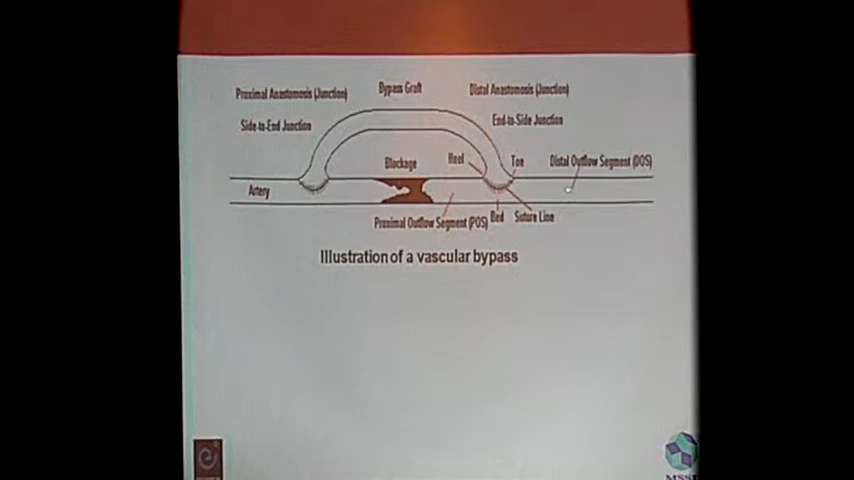 Proximal Anastomosis (Junction)
Bypass Graft
Distal Anastomosis (Junction)
Side-to-End Junction
End-to-Side Junction
Blockage
Heel
Toe
Distal Outflow Segment (DOS)
Artery
Proximal Outflow Segment (POS)
Bed
Suture Line
Illustration of a vascular bypass